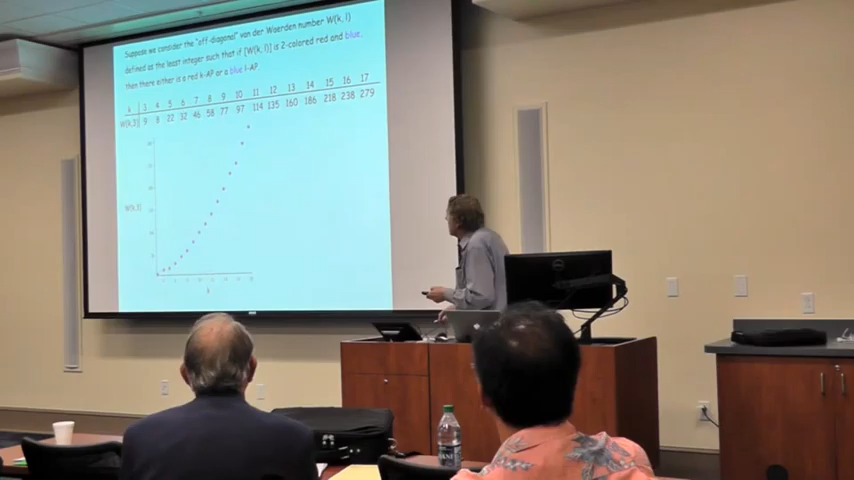 Suppose we consider the "off-diagonal" van der Waerden number W(k, l)
defined as the least integer such that if [W(k, l)] is 2-colored red and blue,
then there either is a red k-AP or a blue l-AP.
k 3 4 5 6 7 8 9 10 11 12 13 14 15 16 17
W(k,3) 9 8 22 32 46 58 77 97 114 135 160 186 218 238 279
W(k,3)
k
DELL